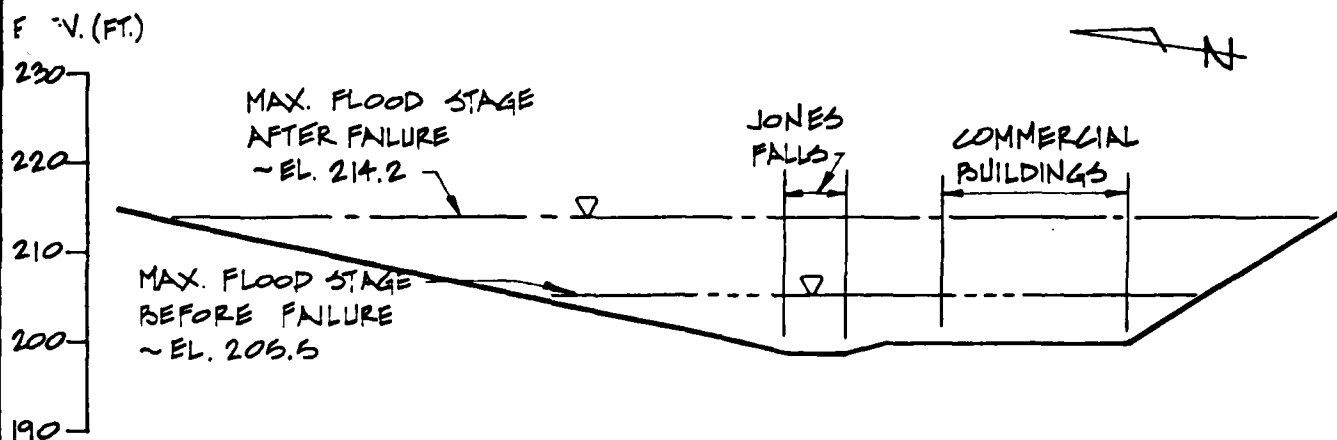 V. (FT.)
230
220
210
200
190
MAX. FLOOD STAGE
AFTER FAILURE
~EL. 214.2
MAX. FLOOD STAGE
BEFORE FAILURE
~EL. 205.5
JONES
FALLS
COMMERCIAL
BUILDINGS
N